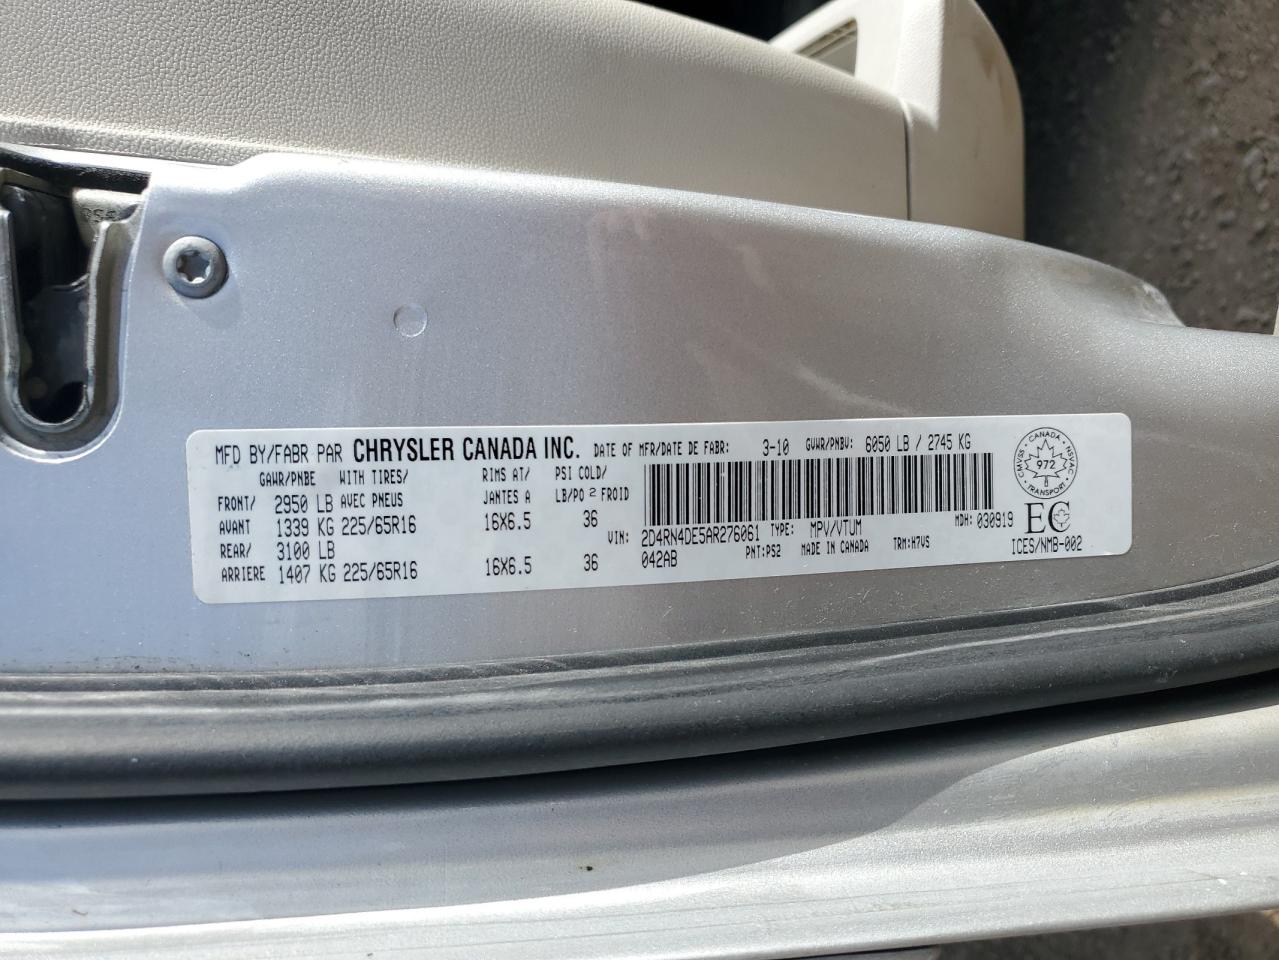 MFD BY/FABR PAR CHRYSLER CANADA INC. DATE OF MFR/DATE DE FABR: 3-10 GVWR/PNBV: 6050 LB / 2745 KG
GAWR/PNBE WITH TIRES/ RIMS AT/ PSI COLD/
FRONT/ 2950 LB AVEC PNEUS JANTES A LB/PO 2 FROID
AVANT 1339 KG 225/65R16 16X6.5 36
REAR/ 3100 LB
ARRIERE 1407 KG 225/65R16 16X6.5 36
VIN: 2D4RN4DE5AR276061 TYPE: MPV/VTUM MDH: 030919
042AB PNT:PS2 MADE IN CANADA TRM:H7VS
CANADA
CMVSS 972 NSVAC
TRANSPORT
EC
ICES/NMB-002